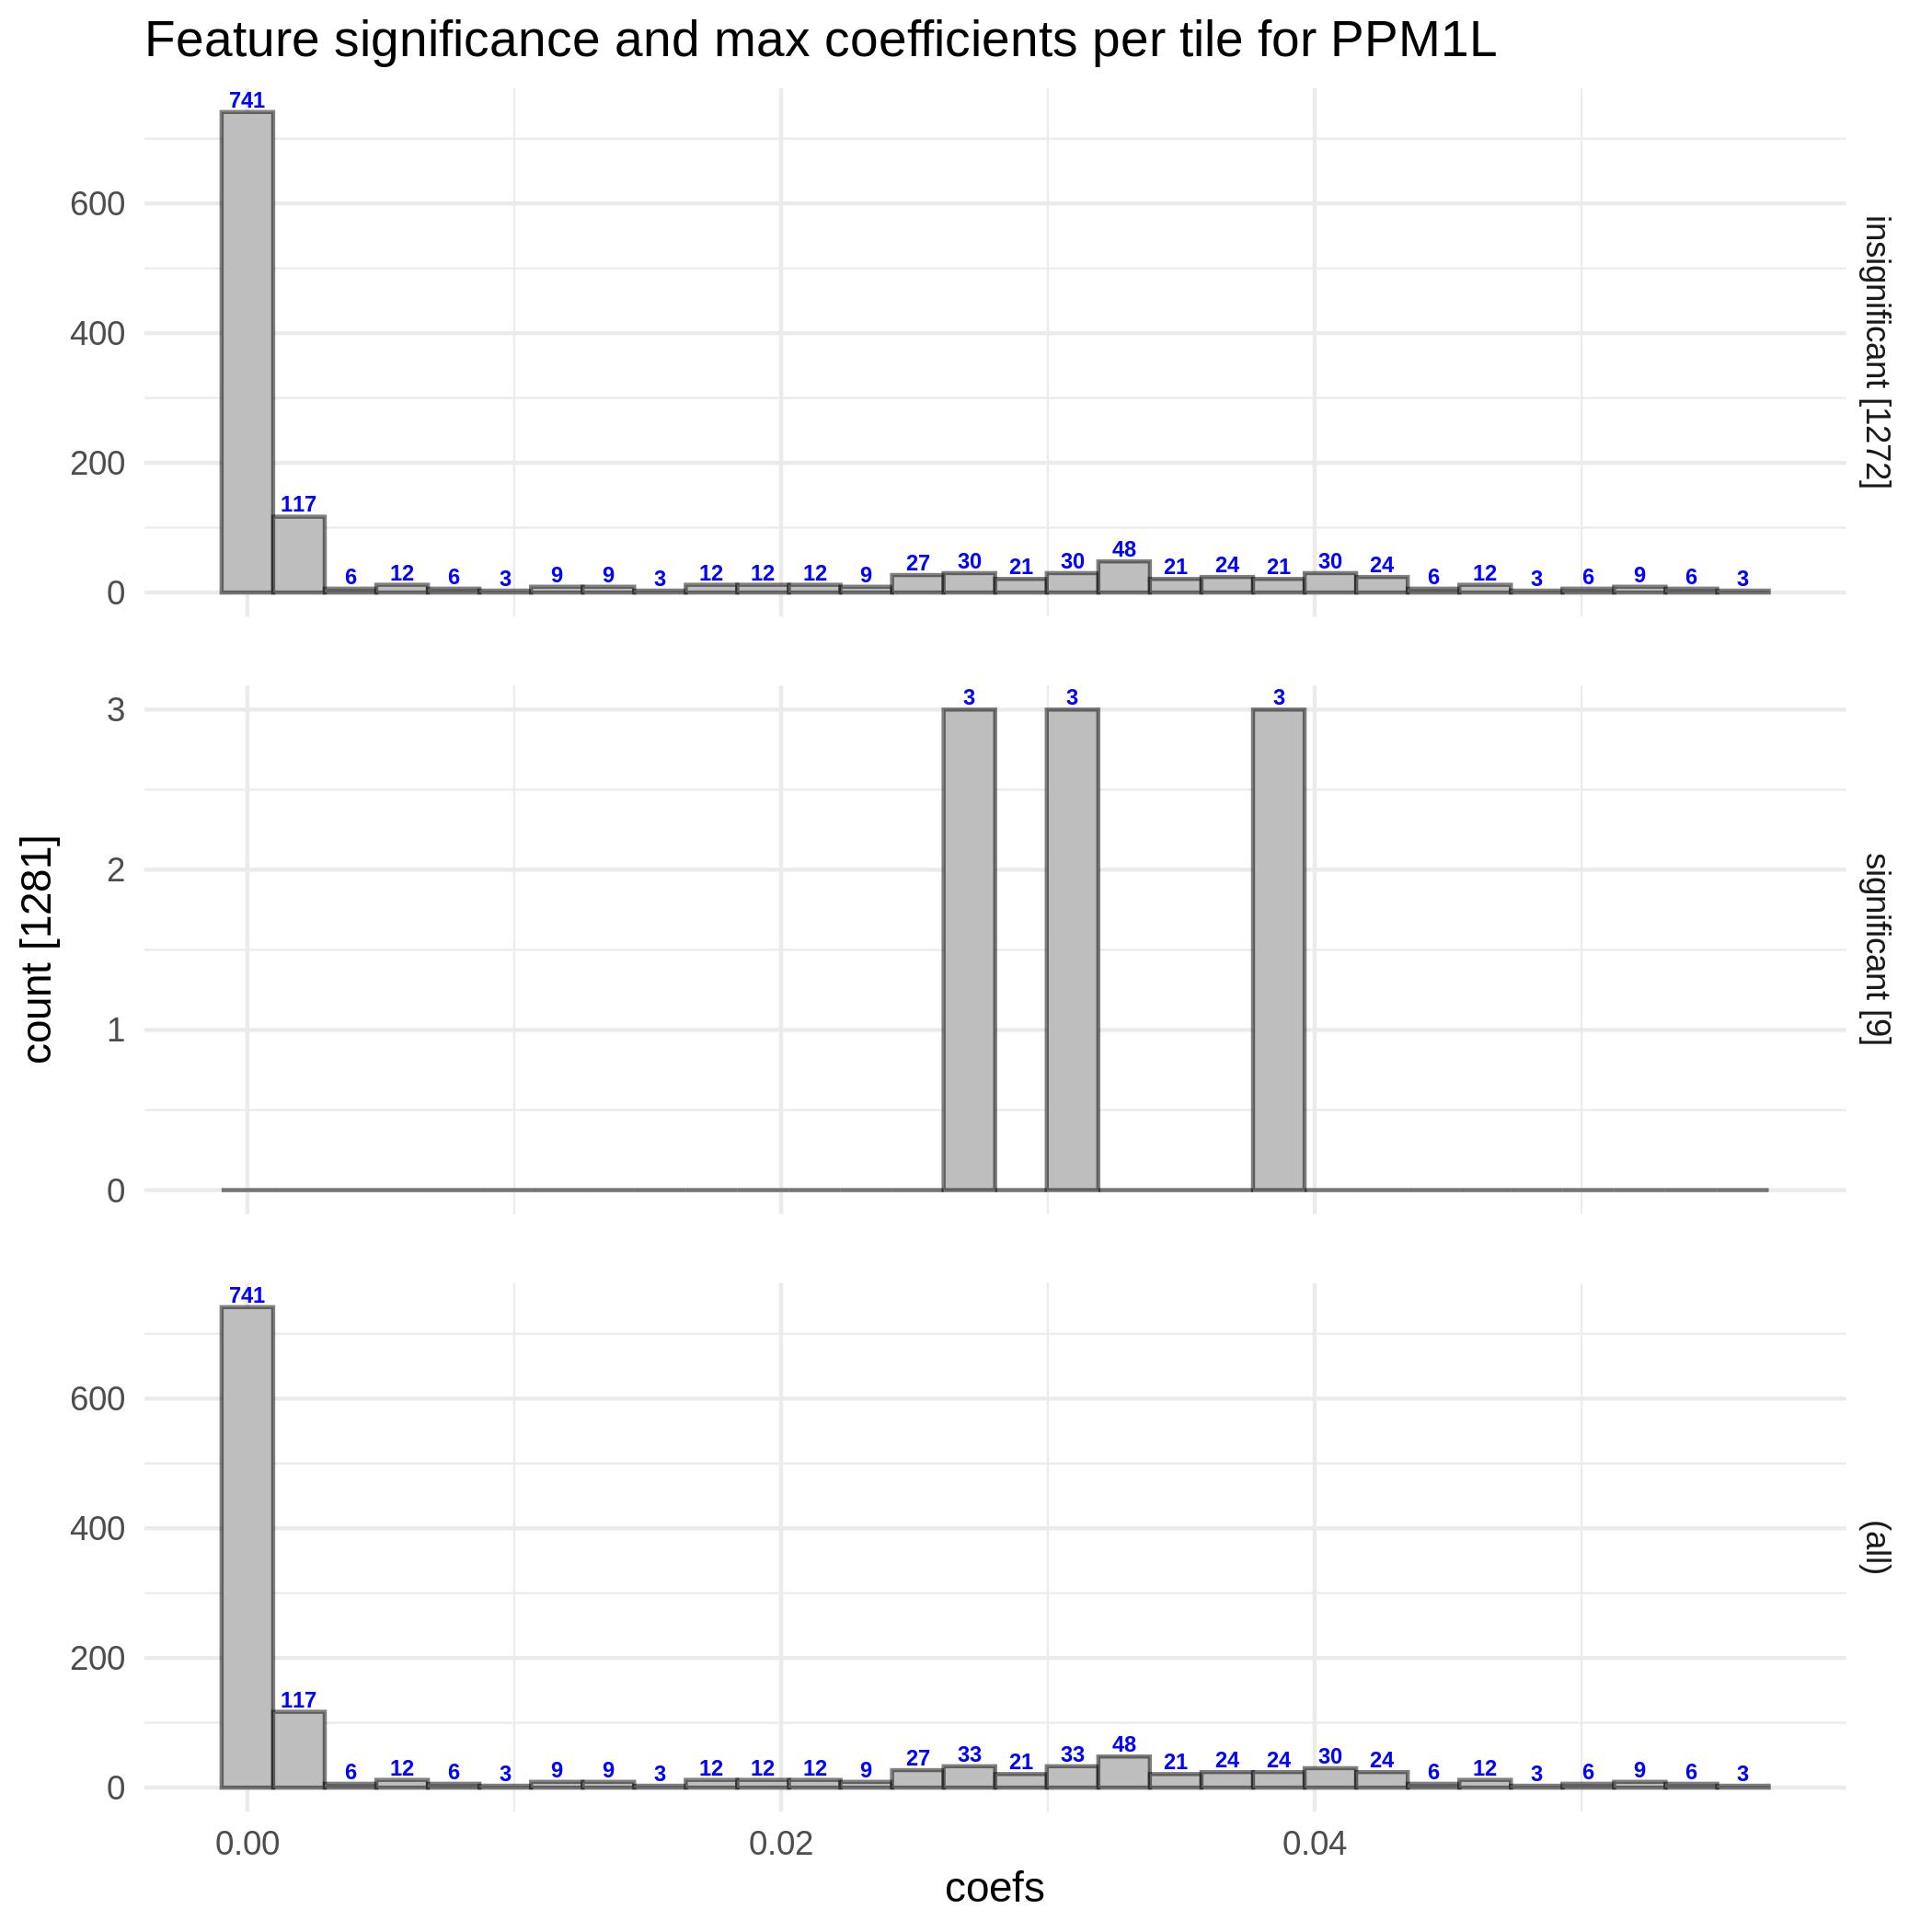 Feature significance and max coefficients per tile for PPM1L
741
117
6 12 6 3 9 9 3 12 12 12 9 27 30 21 30 48 21 24 21 30 24 6 12 3 6 9 6 3
600
400
200
0
insignificant [1272]
3 3 3
3
2
1
0
significant [9]
count [1281]
741
117
6 12 6 3 9 9 3 12 12 12 9 27 33 21 33 48 21 24 24 30 24 6 12 3 6 9 6 3
600
400
200
0
(all)
0.00 0.02 0.04
coefs